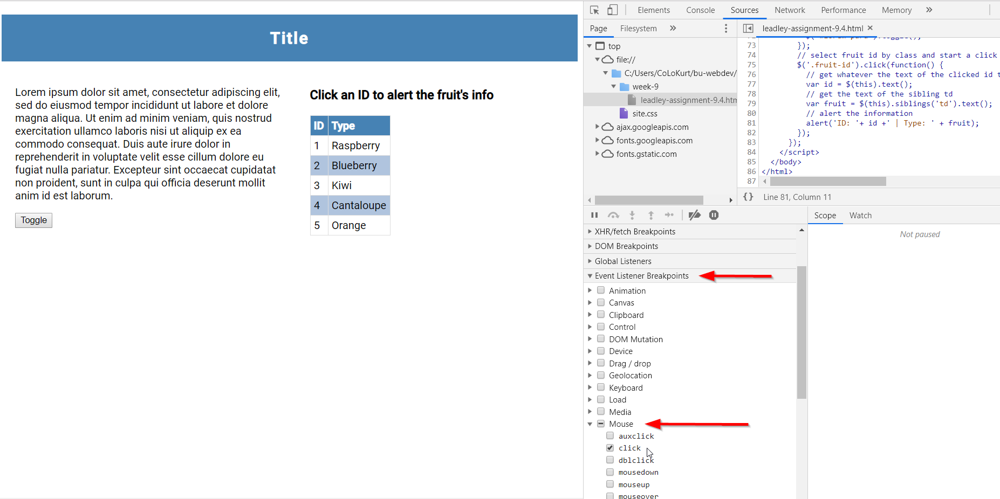 Title
Lorem ipsum dolor sit amet, consectetur adipiscing elit,
sed do eiusmod tempor incididunt ut labore et dolore
magna aliqua. Ut enim ad minim veniam, quis nostrud
exercitation ullamco laboris nisi ut aliquip ex ea
commodo consequat. Duis aute irure dolor in
reprehenderit in voluptate velit esse cillum dolore eu
fugiat nulla pariatur. Excepteur sint occaecat cupidatat
non proident, sunt in culpa qui officia deserunt mollit
anim id est laborum.
Toggle
Click an ID to alert the fruit's info
ID Type
1 Raspberry
2 Blueberry
3 Kiwi
4 Cantaloupe
5 Orange
Elements Console Sources Network Performance Memory »
Page Filesystem »
top
file://
C:/Users/CoLoKurt/bu-webdev/
week-9
leadley-assignment-9.4.htm
site.css
ajax.googleapis.com
fonts.googleapis.com
fonts.gstatic.com
leadley-assignment-9.4.html ×
73 });
74 // select fruit id by class and start a click
75 $('.fruit-id').click(function() {
76 // get whatever the text of the clicked id t
77 var id = $(this).text();
78 // get the text of the sibling td
79 var fruit = $(this).siblings('td').text();
80 // alert the information
81 alert('ID: '+ id +' | Type: ' + fruit);
82 });
83 });
84 </script>
85 </body>
86 </html>
87
{} Line 81, Column 11
XHR/fetch Breakpoints
DOM Breakpoints
Global Listeners
Event Listener Breakpoints
Animation
Canvas
Clipboard
Control
DOM Mutation
Device
Drag / drop
Geolocation
Keyboard
Load
Media
Mouse
auxclick
click
dblclick
mousedown
mouseup
mouseover
Scope Watch
Not paused